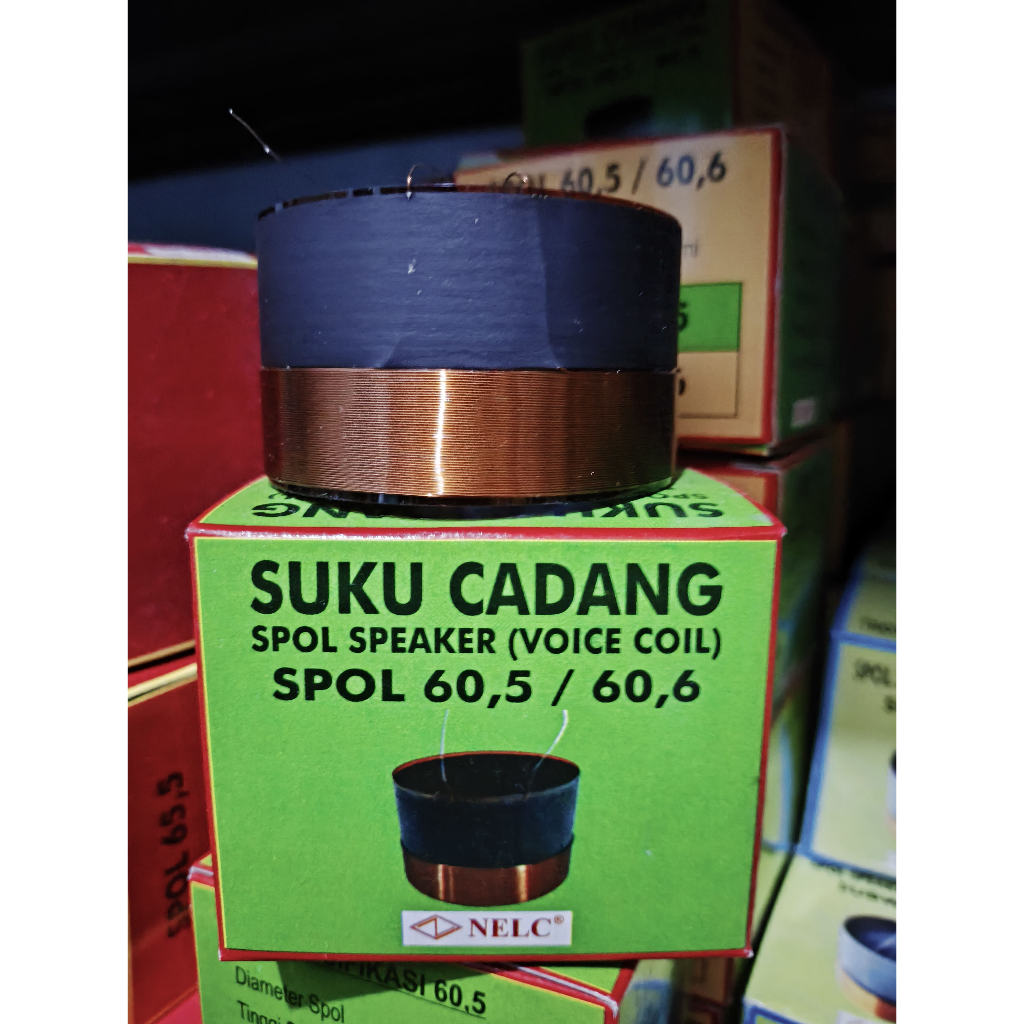 60,5 / 60,6
SUKU CADANG
SPOL SPEAKER (VOICE COIL)
SPOL 60,5 / 60,6
NELC®
SPOL 65,5
60,5
Diameter Spol
Tinggi